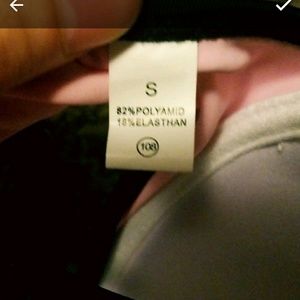 S
82%POLYAMID
18%ELASTHAN
108